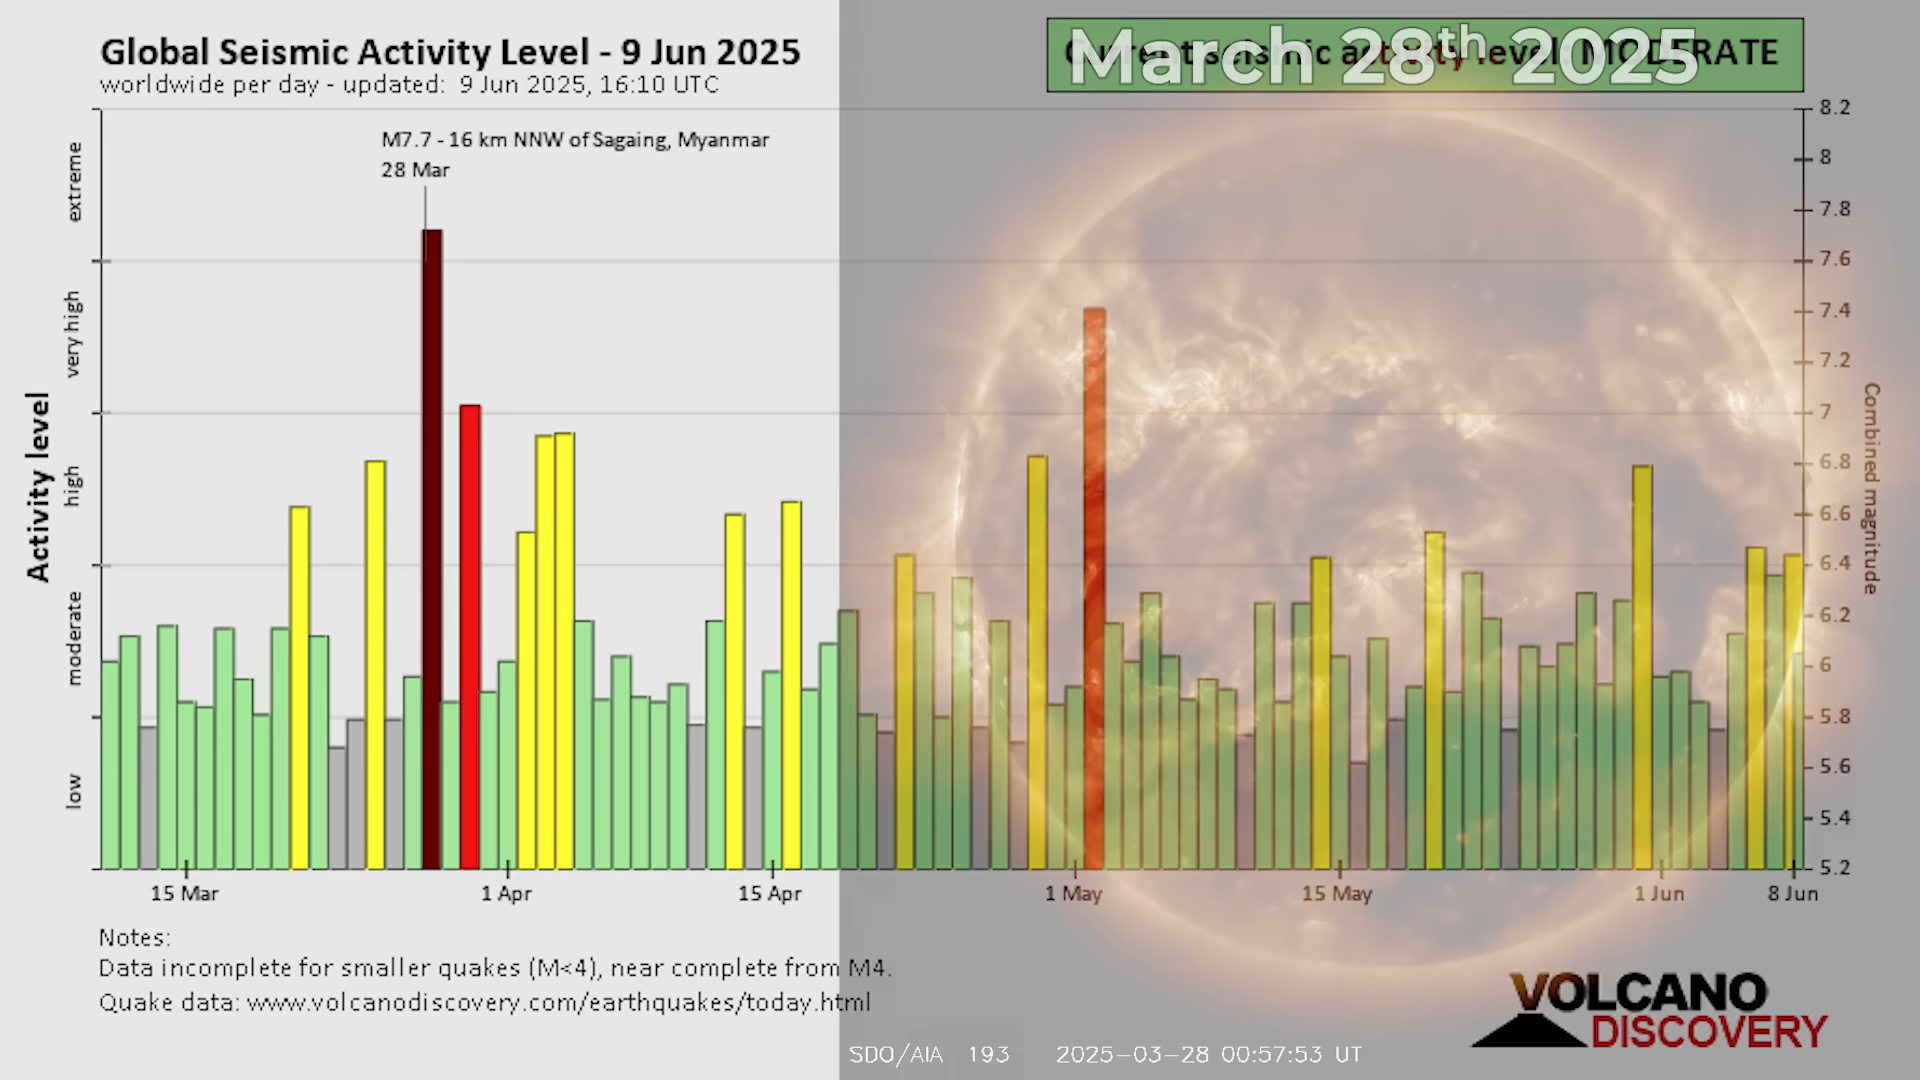 Global Seismic Activity Level - 9 Jun 2025
worldwide per day - updated: 9 Jun 2025, 16:10 UTC
Current seismic activity level: MODERATE
March 28th 2025
M7.7 - 16 km NNW of Sagaing, Myanmar
28 Mar
Activity level
extreme
very high
high
moderate
low
8.2
8
7.8
7.6
7.4
7.2
7
6.8
6.6
6.4
6.2
6
5.8
5.6
5.4
5.2
Combined magnitude
15 Mar
1 Apr
15 Apr
1 May
15 May
1 Jun
8 Jun
Notes:
Data incomplete for smaller quakes (M<4), near complete from M4.
Quake data: www.volcanodiscovery.com/earthquakes/today.html
VOLCANO
DISCOVERY
SDO/AIA 193 2025-03-28 00:57:53 UT